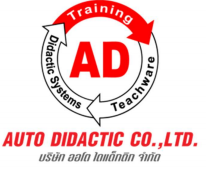 Training
Didactic Systems
AD
Teachware
AUTO DIDACTIC CO.,LTD.
บริษัท ออโต ไดแด็กติก จำกัด